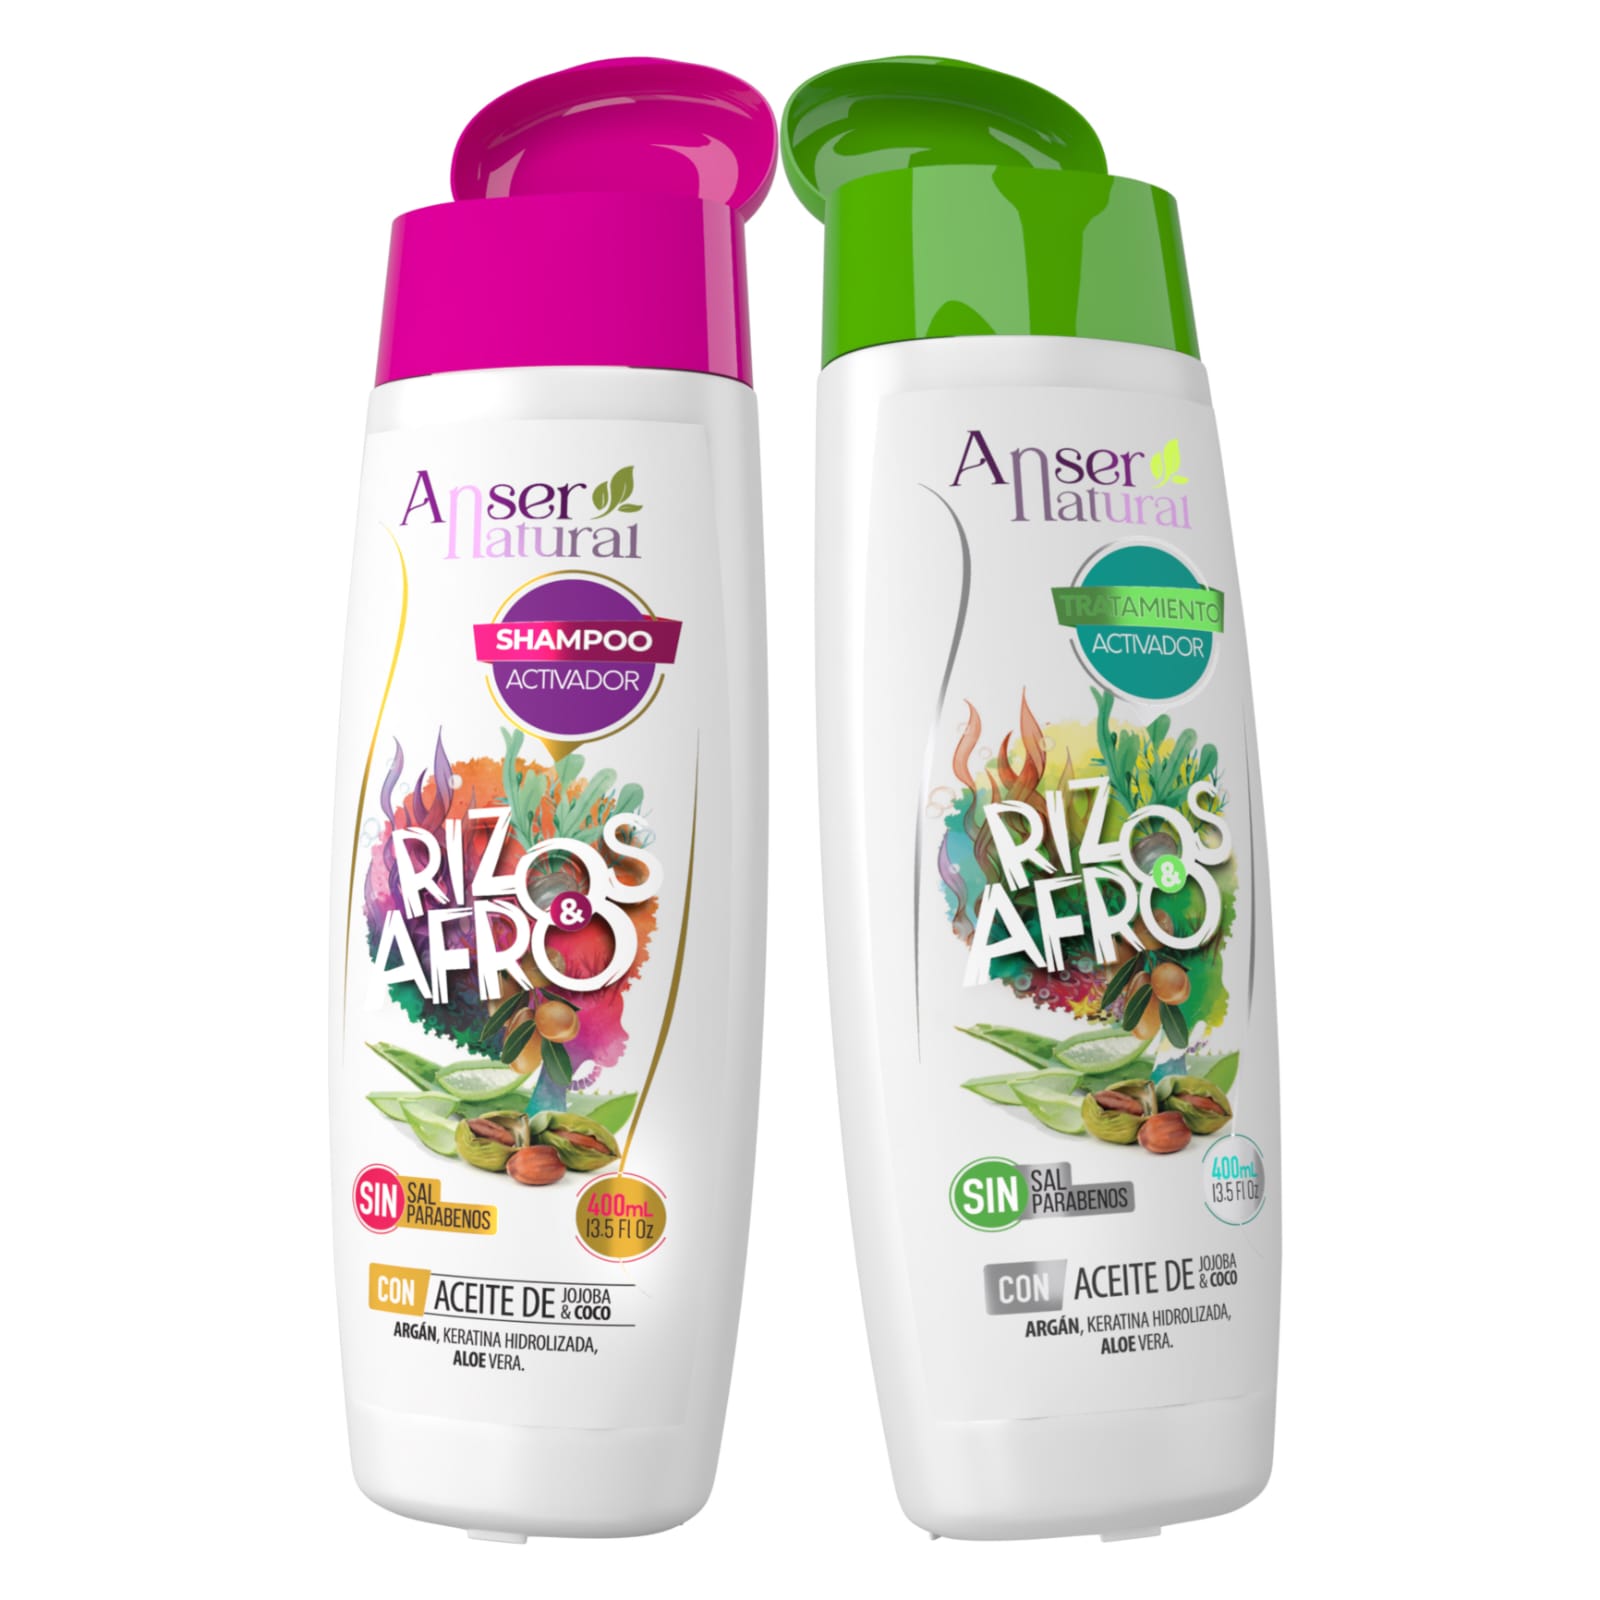 Anser
Natural
SHAMPOO
ACTIVADOR
RIZOS
&
AFRO
SIN
SAL
PARABENOS
400mL
13.5 Fl Oz
CON
ACEITE DE
JOJOBA
& COCO
ARGÁN, KERATINA HIDROLIZADA,
ALOE VERA.
Anser
Natural
TRATAMIENTO
ACTIVADOR
RIZOS
&
AFRO
SIN
SAL
PARABENOS
400mL
13.5 Fl Oz
CON
ACEITE DE
JOJOBA
& COCO
ARGÁN, KERATINA HIDROLIZADA,
ALOE VERA.